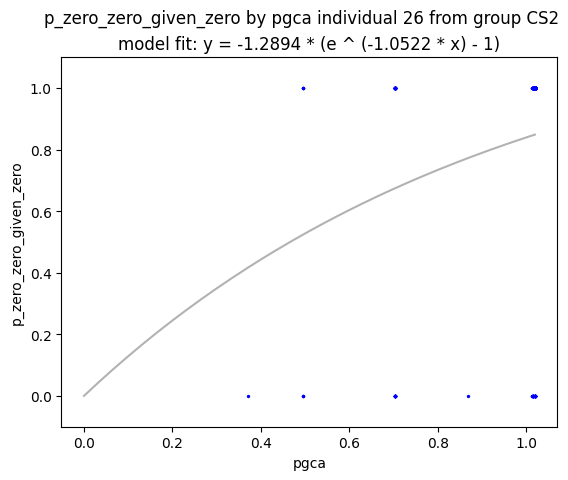 p_zero_zero_given_zero by pgca individual 26 from group CS2
model fit: y = -1.2894 * (e ^ (-1.0522 * x) - 1)
1.0
0.8
0.6
0.4
0.2
0.0
p_zero_zero_given_zero
0.0 0.2 0.4 0.6 0.8 1.0
pgca